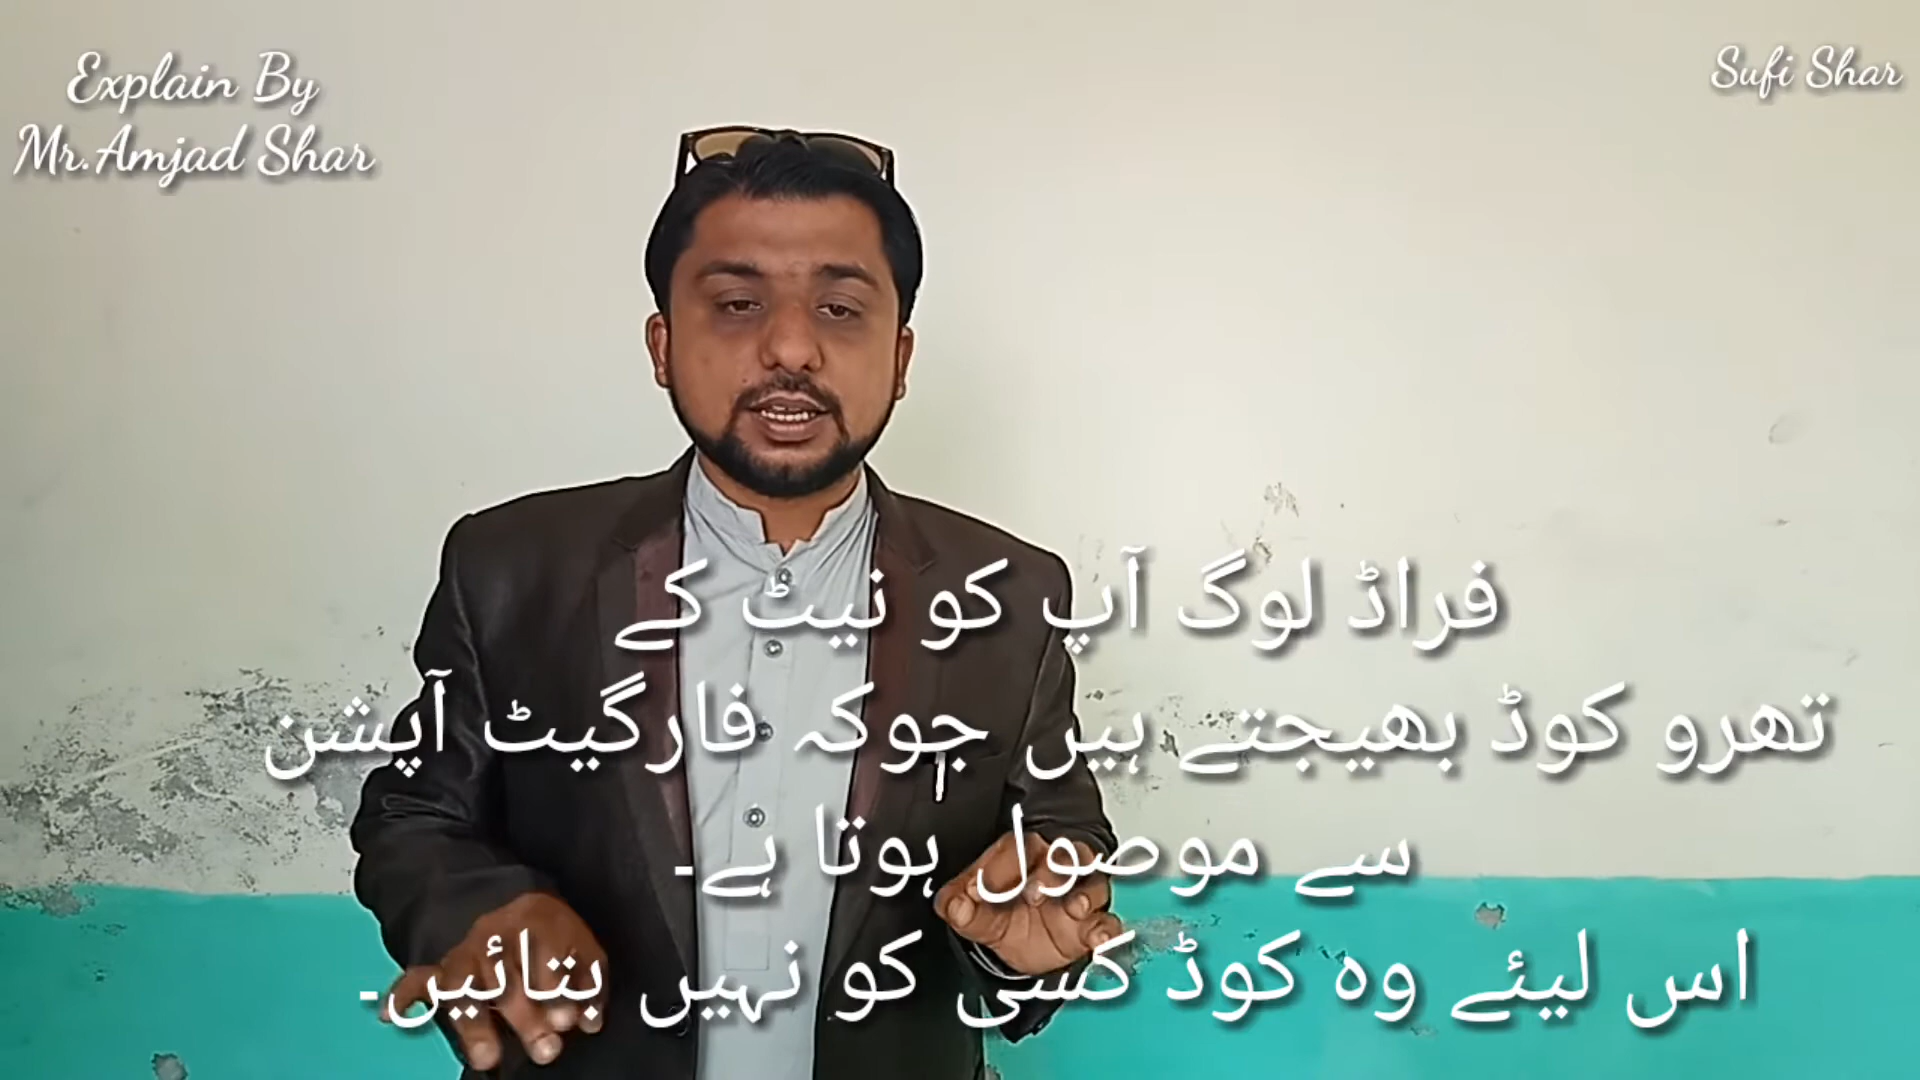 Explain By
Mr. Amjad Shar
Sufi Shar
فراڈ لوگ آپ کو نیٹ کے
تھرو کوڈ بھیجتے ہیں جوکہ فارگیٹ آپشن
سے موصول ہوتا ہے۔
اس لیئے وہ کوڈ کسی کو نہیں بتائیں۔